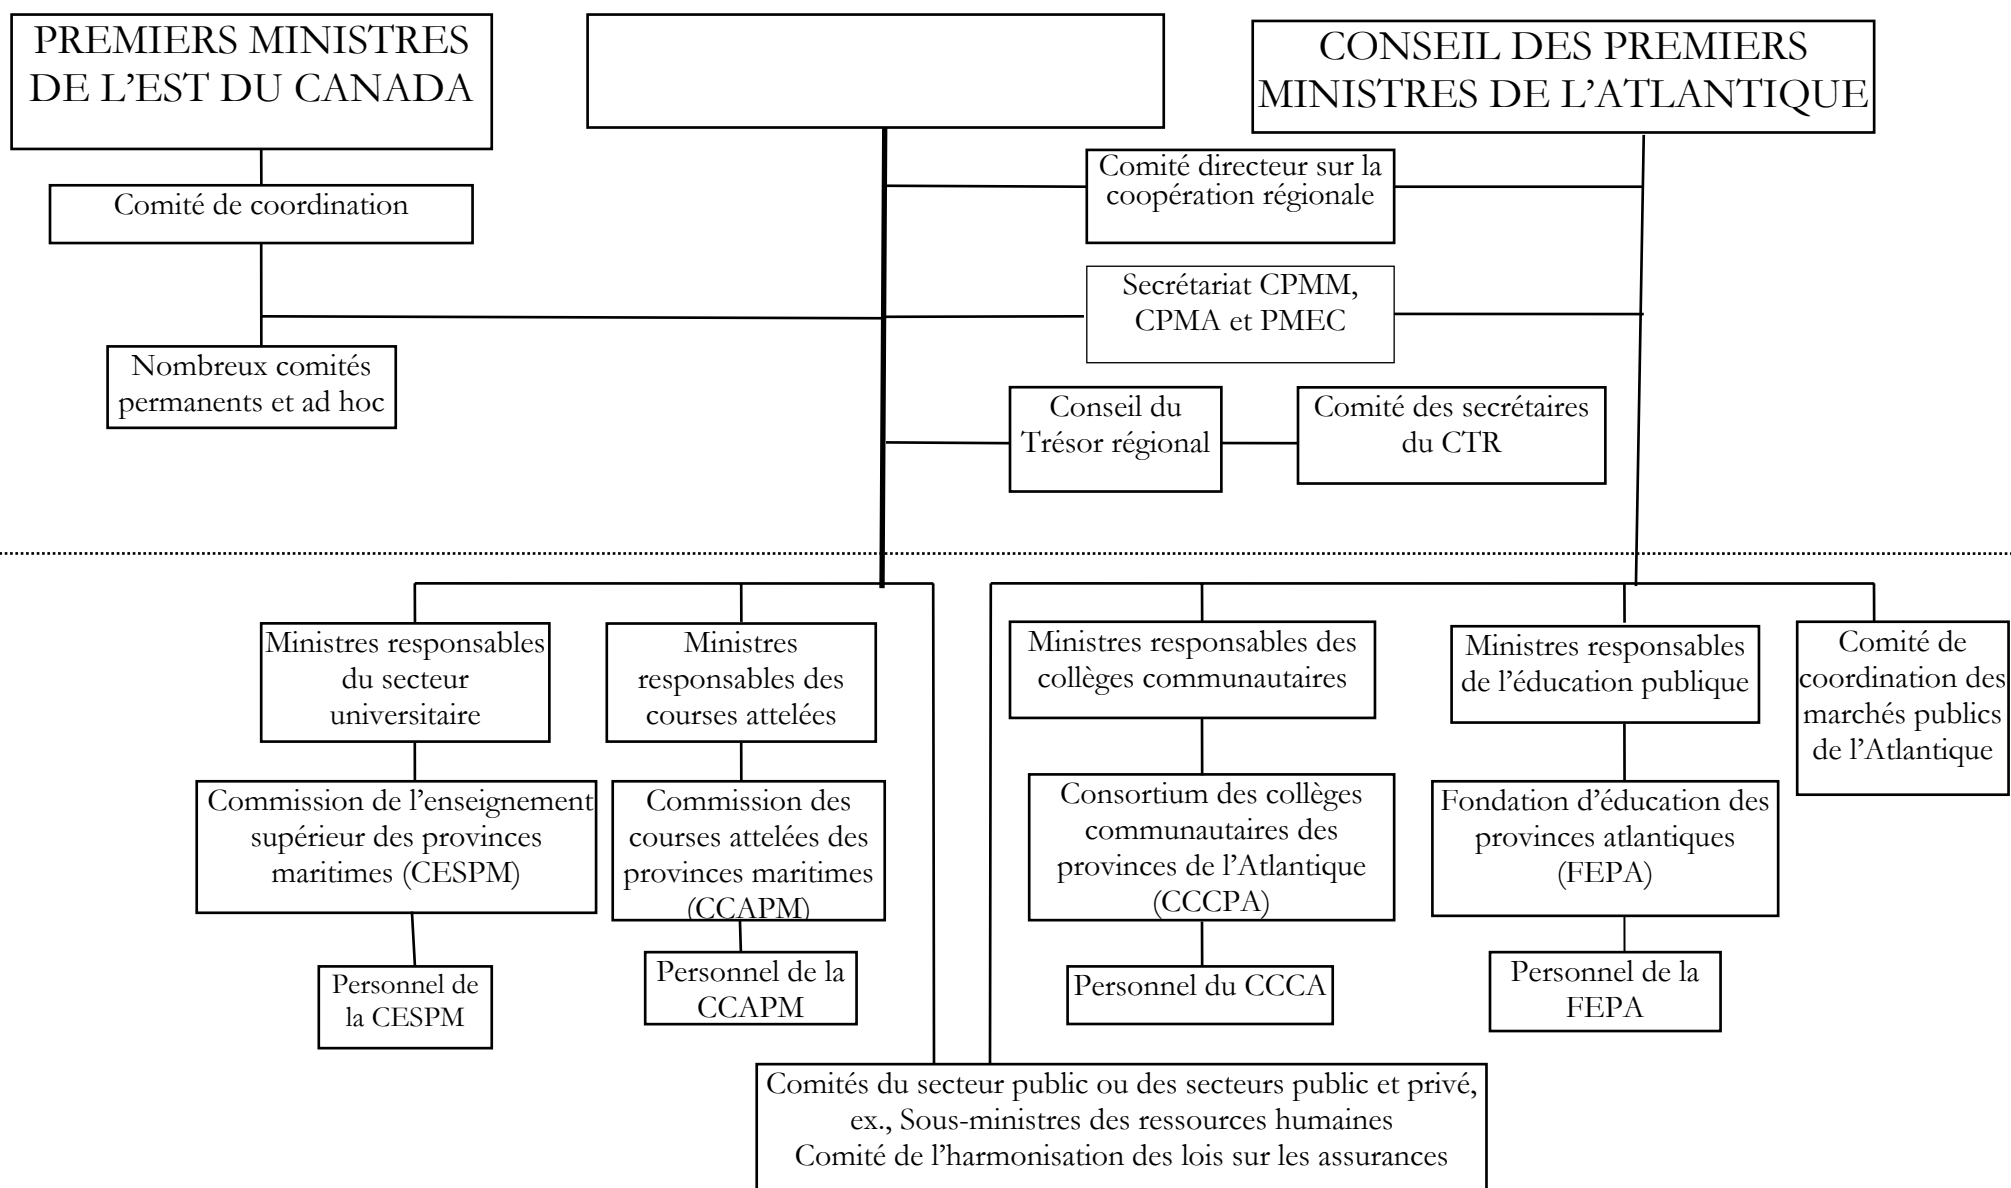 PREMIERS MINISTRES
DE L'EST DU CANADA
CONSEIL DES PREMIERS
MINISTRES DE L'ATLANTIQUE
Comité de coordination
Comité directeur sur la
coopération régionale
Secrétariat CPMM,
CPMA et PMEC
Nombreux comités
permanents et ad hoc
Conseil du
Trésor régional
Comité des secrétaires
du CTR
Ministres responsables
du secteur
universitaire
Ministres
responsables des
courses attelées
Ministres responsables des
collèges communautaires
Ministres responsables
de l'éducation publique
Comité de
coordination des
marchés publics
de l'Atlantique
Commission de l'enseignement
supérieur des provinces
maritimes (CESPM)
Commission des
courses attelées des
provinces maritimes
(CCAPM)
Consortium des collèges
communautaires des
provinces de l'Atlantique
(CCCPA)
Fondation d'éducation des
provinces atlantiques
(FEPA)
Personnel de
la CESPM
Personnel de la
CCAPM
Personnel du CCCA
Personnel de la
FEPA
Comités du secteur public ou des secteurs public et privé,
ex., Sous-ministres des ressources humaines
Comité de l'harmonisation des lois sur les assurances